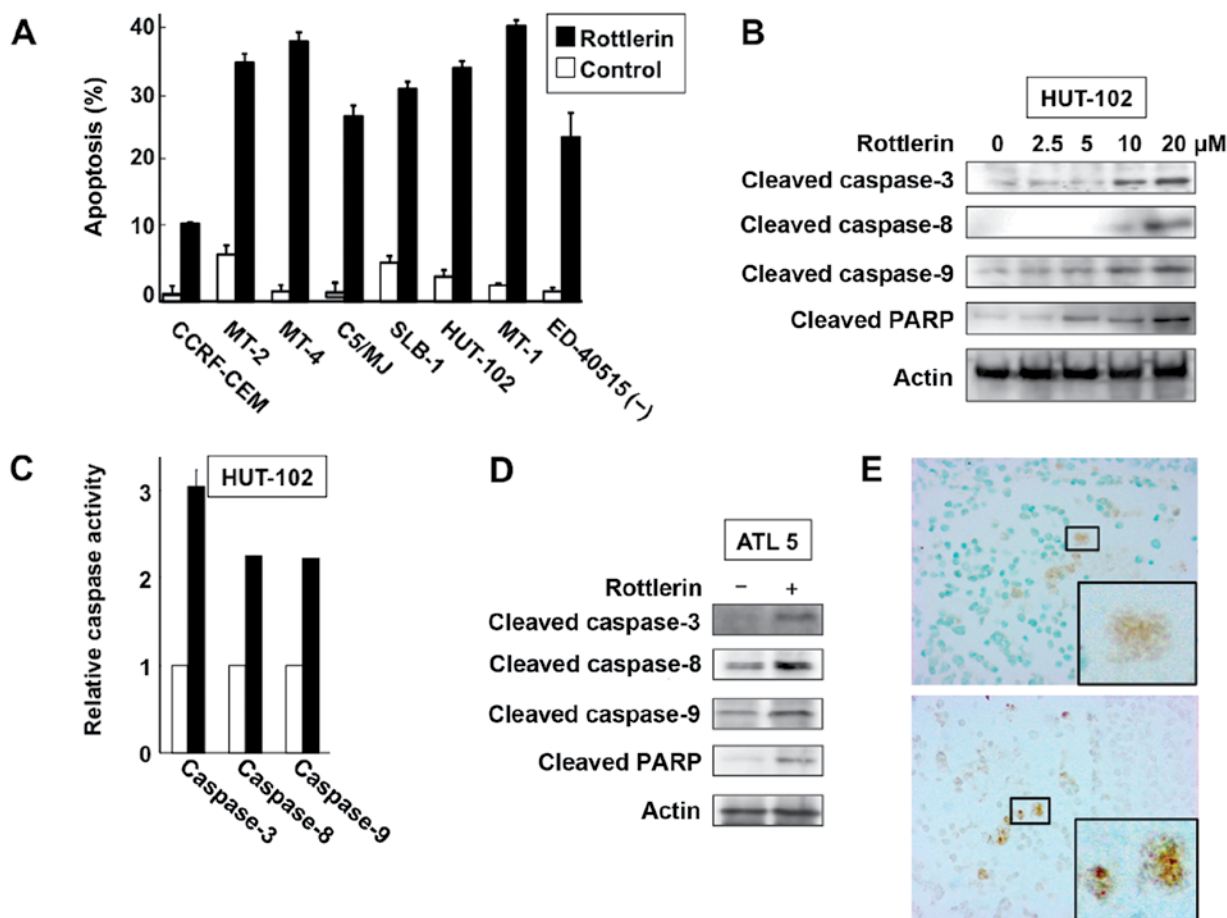 A
Apoptosis (%)
40
30
20
10
0
Rottlerin
Control
CCRF-CEM
MT-2
MT-4
C5/MJ
SLB-1
HUT-102
MT-1
ED-40515 (−)
B
HUT-102
Rottlerin 0 2.5 5 10 20 μM
Cleaved caspase-3
Cleaved caspase-8
Cleaved caspase-9
Cleaved PARP
Actin
C
HUT-102
Relative caspase activity
3
2
1
0
Caspase-3
Caspase-8
Caspase-9
D
ATL 5
Rottlerin − +
Cleaved caspase-3
Cleaved caspase-8
Cleaved caspase-9
Cleaved PARP
Actin
E